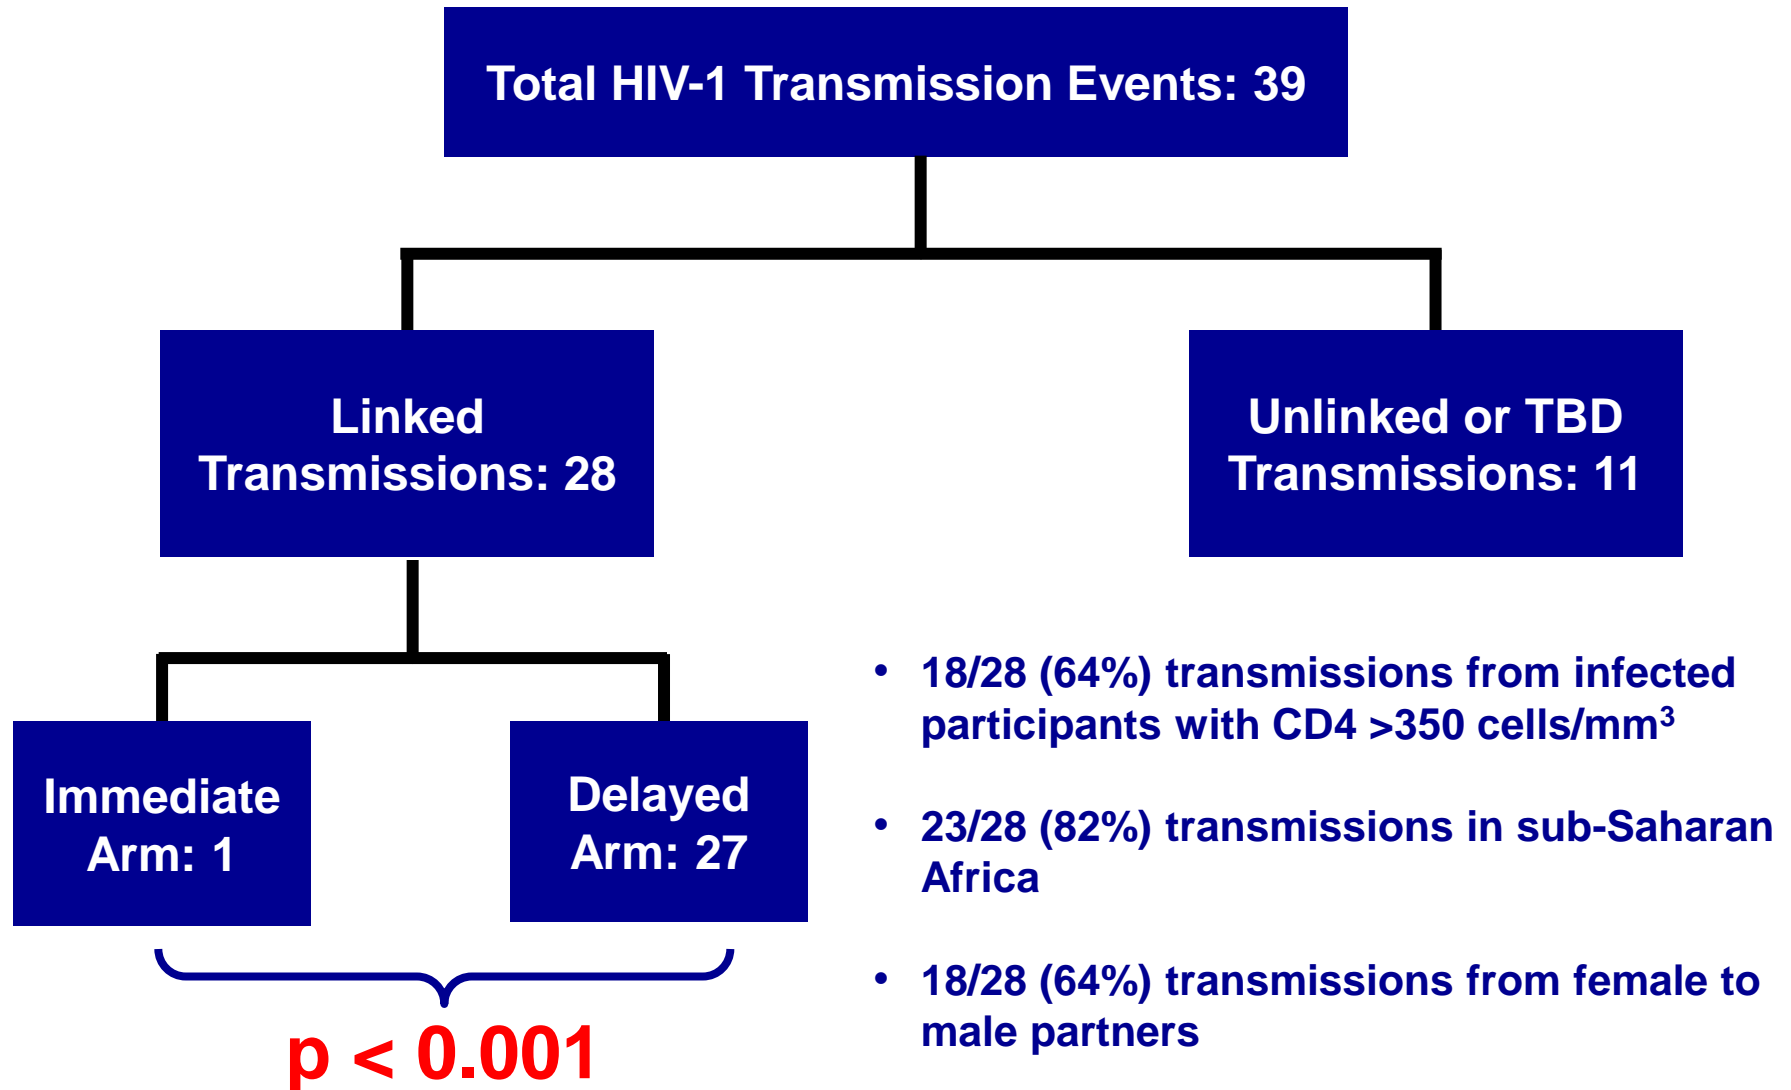 Total HIV-1 Transmission Events: 39
Linked
Transmissions: 28
Unlinked or TBD
Transmissions: 11
Immediate
Arm: 1
Delayed
Arm: 27
p < 0.001
• 18/28 (64%) transmissions from infected
participants with CD4 >350 cells/mm³
• 23/28 (82%) transmissions in sub-Saharan
Africa
• 18/28 (64%) transmissions from female to
male partners